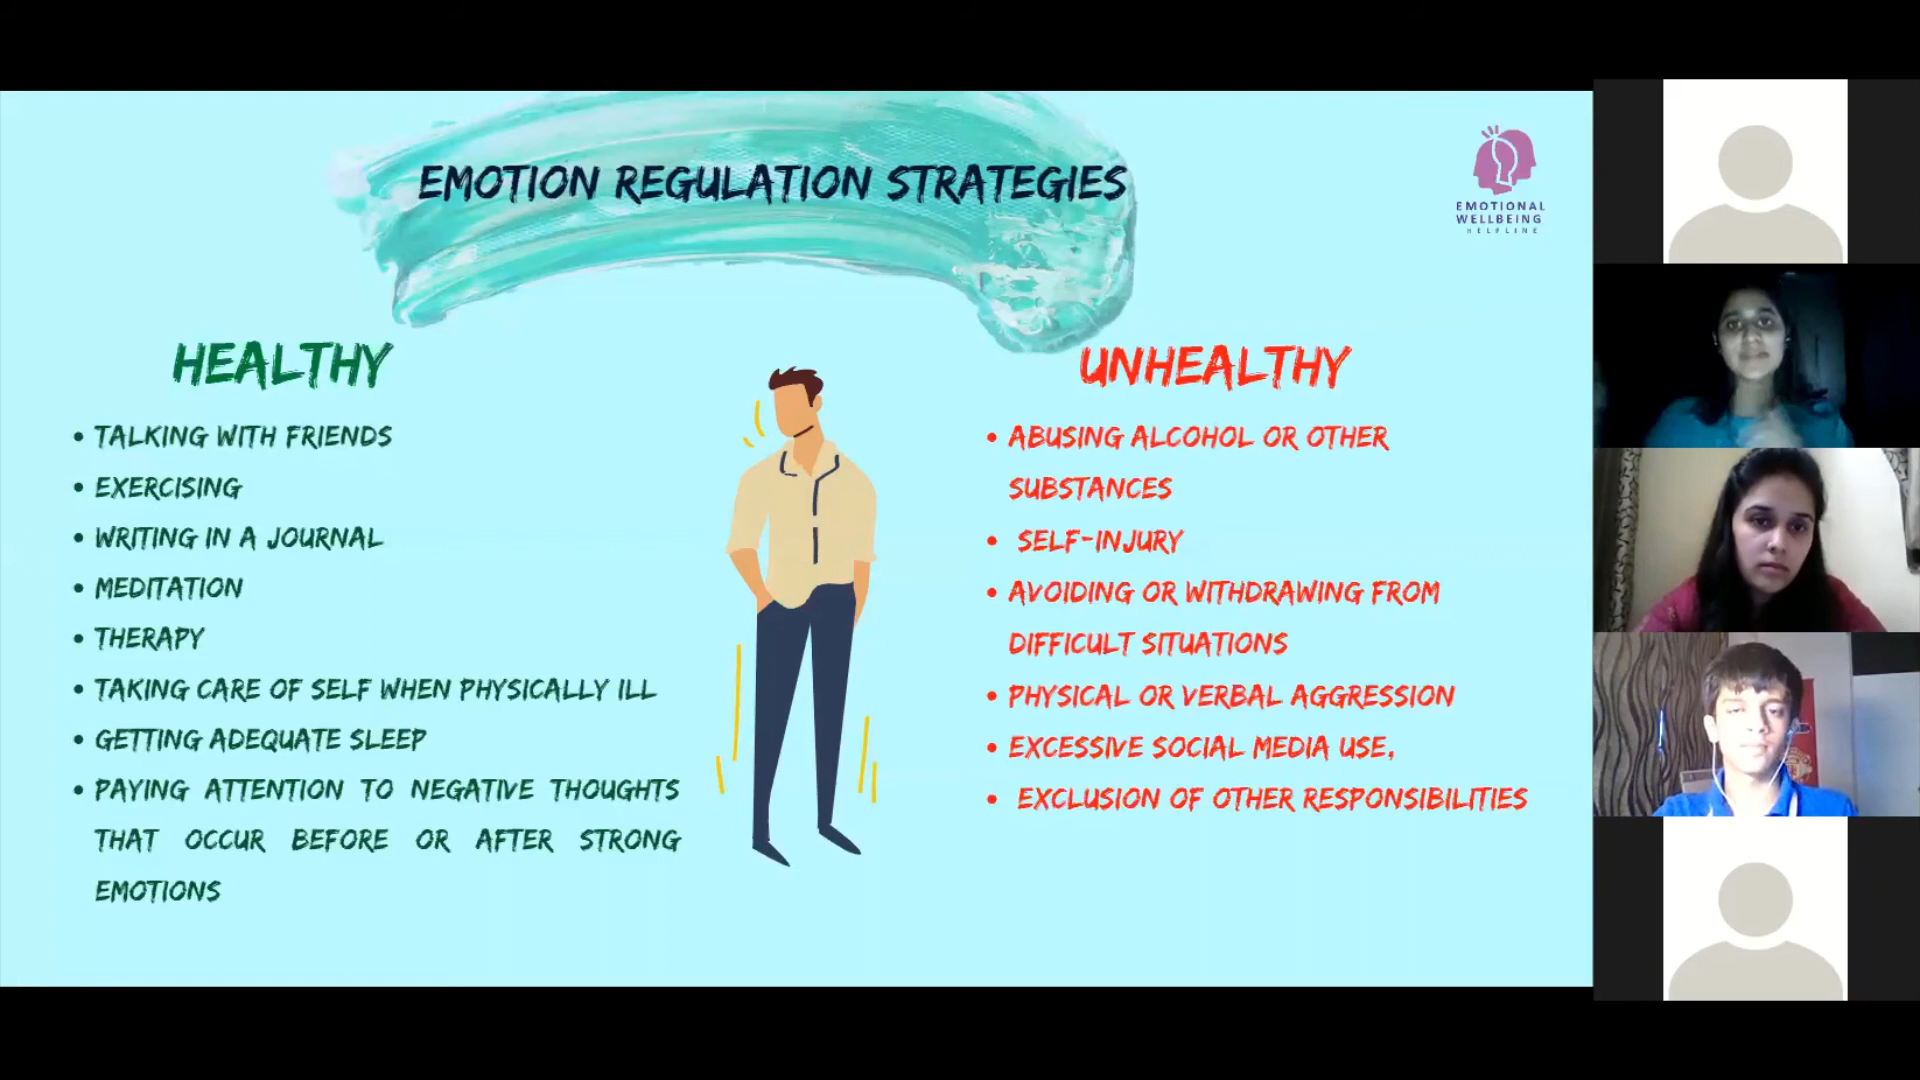 EMOTION REGULATION STRATEGIES
EMOTIONAL
WELLBEING
HELPLINE
HEALTHY
• TALKING WITH FRIENDS
• EXERCISING
• WRITING IN A JOURNAL
• MEDITATION
• THERAPY
• TAKING CARE OF SELF WHEN PHYSICALLY ILL
• GETTING ADEQUATE SLEEP
• PAYING ATTENTION TO NEGATIVE THOUGHTS
THAT OCCUR BEFORE OR AFTER STRONG
EMOTIONS
UNHEALTHY
• ABUSING ALCOHOL OR OTHER
SUBSTANCES
• SELF-INJURY
• AVOIDING OR WITHDRAWING FROM
DIFFICULT SITUATIONS
• PHYSICAL OR VERBAL AGGRESSION
• EXCESSIVE SOCIAL MEDIA USE,
• EXCLUSION OF OTHER RESPONSIBILITIES